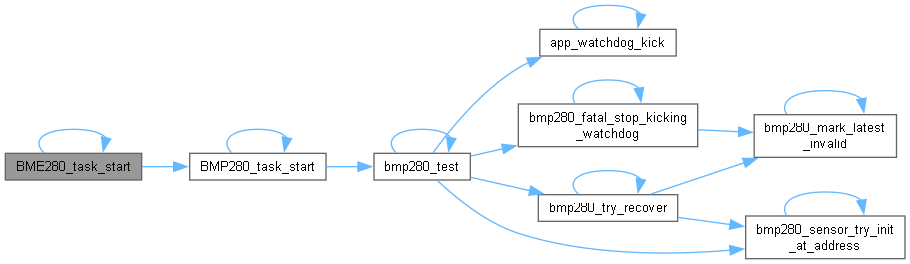 app_watchdog_kick
bmp280_fatal_stop_kicking
_watchdog
bmp280_mark_latest
_invalid
BME280_task_start
BMP280_task_start
bmp280_test
bmp280_try_recover
bmp280_sensor_try_init
_at_address